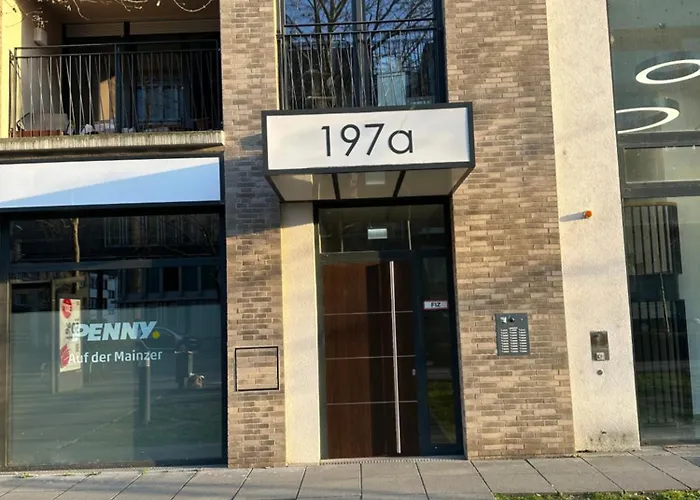 197a
FIZ
PENNY.
Auf der Mainzer